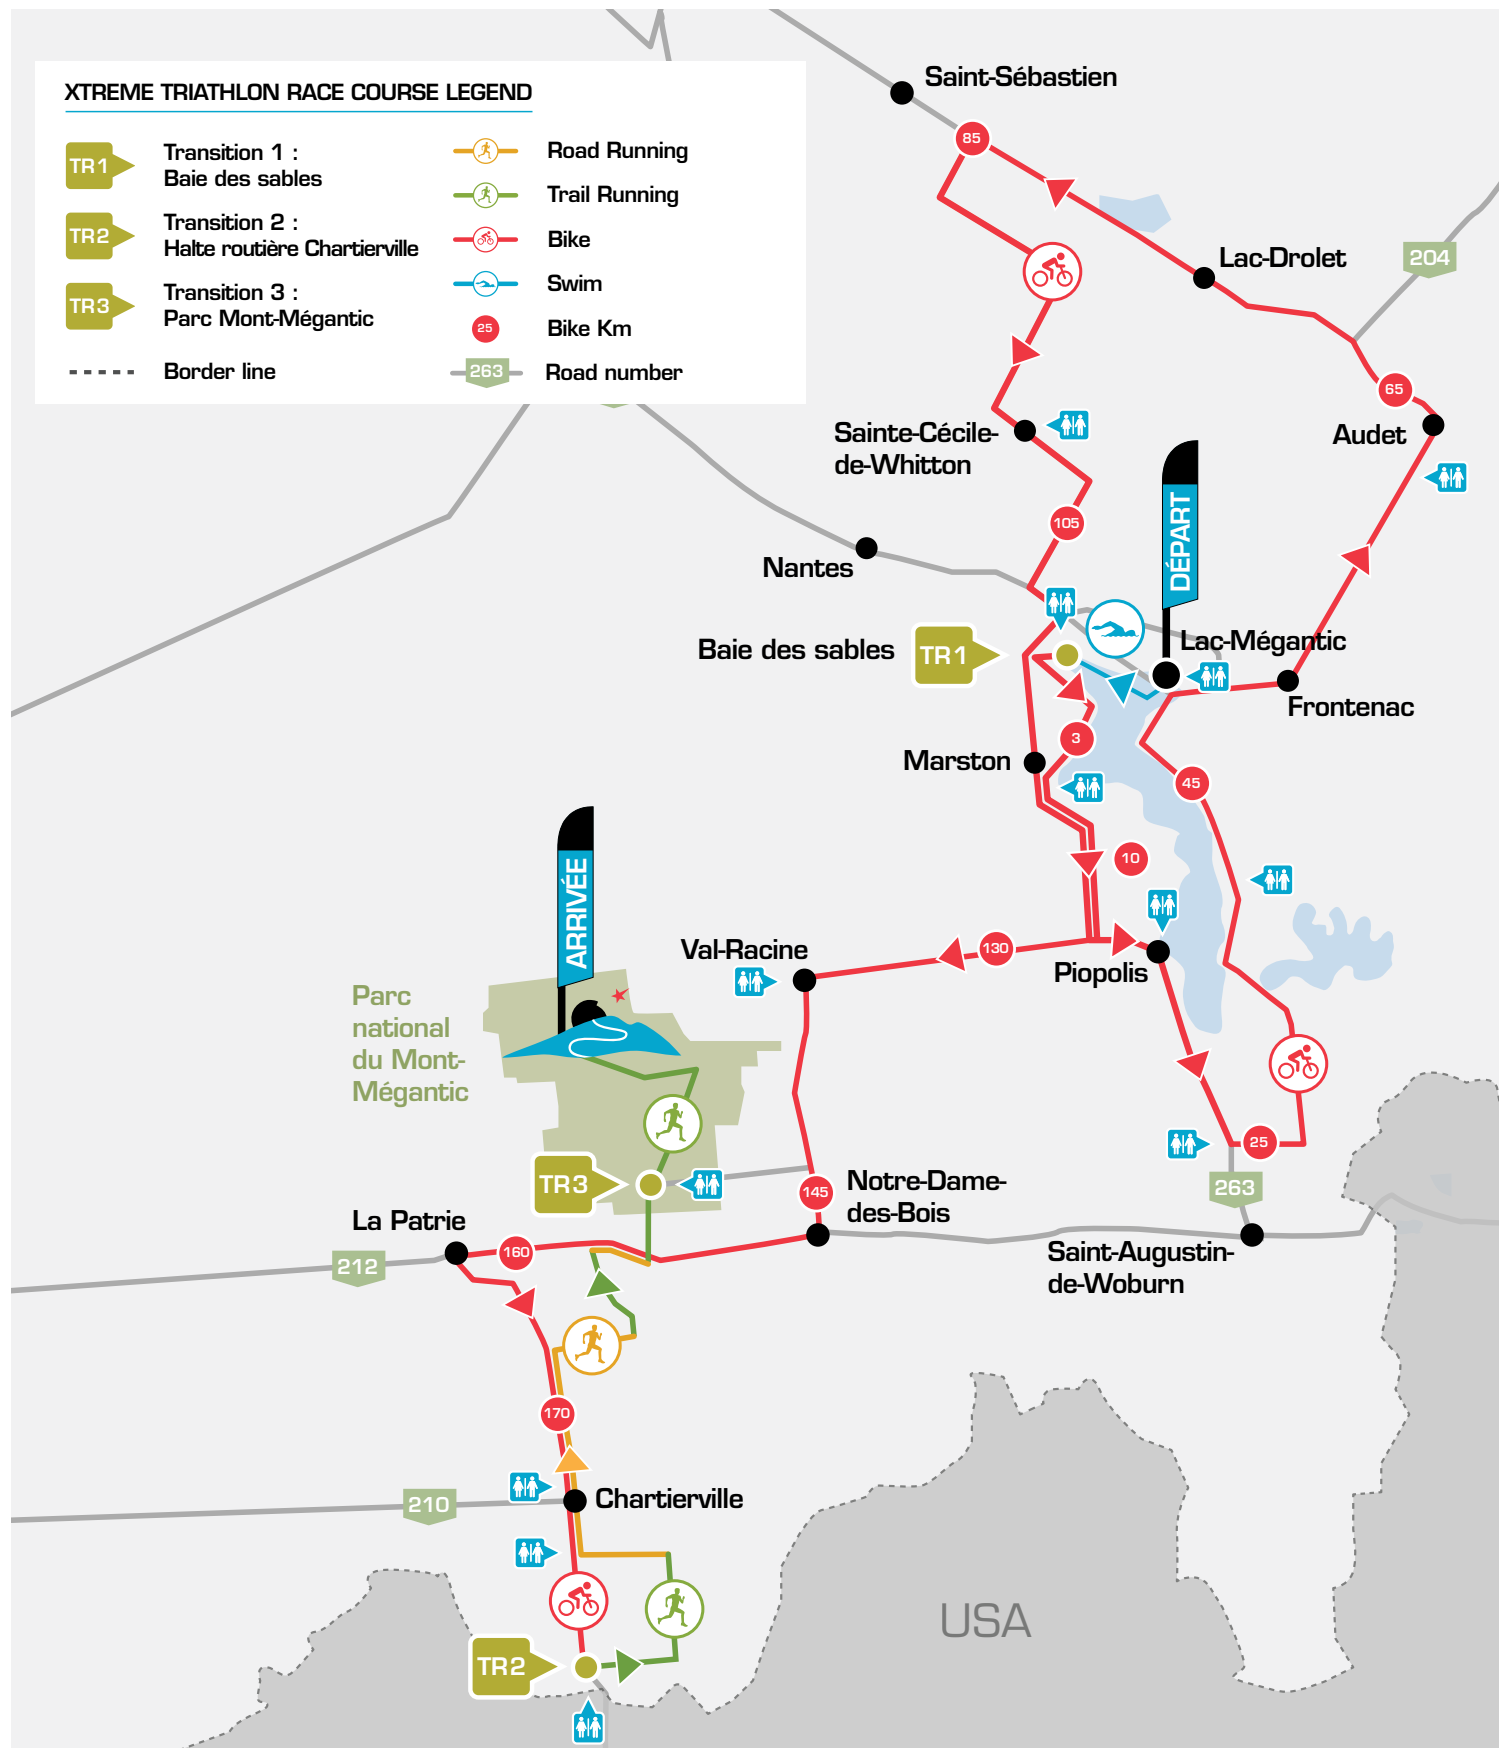 XTREME TRIATHLON RACE COURSE LEGEND
TR1
Transition 1 :
Baie des sables
TR2
Transition 2 :
Halte routière Chartierville
TR3
Transition 3 :
Parc Mont-Mégantic
Border line
Road Running
Trail Running
Bike
Swim
25
Bike Km
263
Road number
Saint-Sébastien
85
Lac-Drolet
204
65
Audet
Sainte-Cécile-
de-Whitton
105
DÉPART
Nantes
Baie des sables
TR1
Lac-Mégantic
Frontenac
3
Marston
45
10
ARRIVÉE
Val-Racine
130
Piopolis
Parc
national
du Mont-
Mégantic
25
TR3
263
145
Notre-Dame-
des-Bois
La Patrie
160
212
Saint-Augustin-
de-Woburn
170
210
Chartierville
USA
TR2